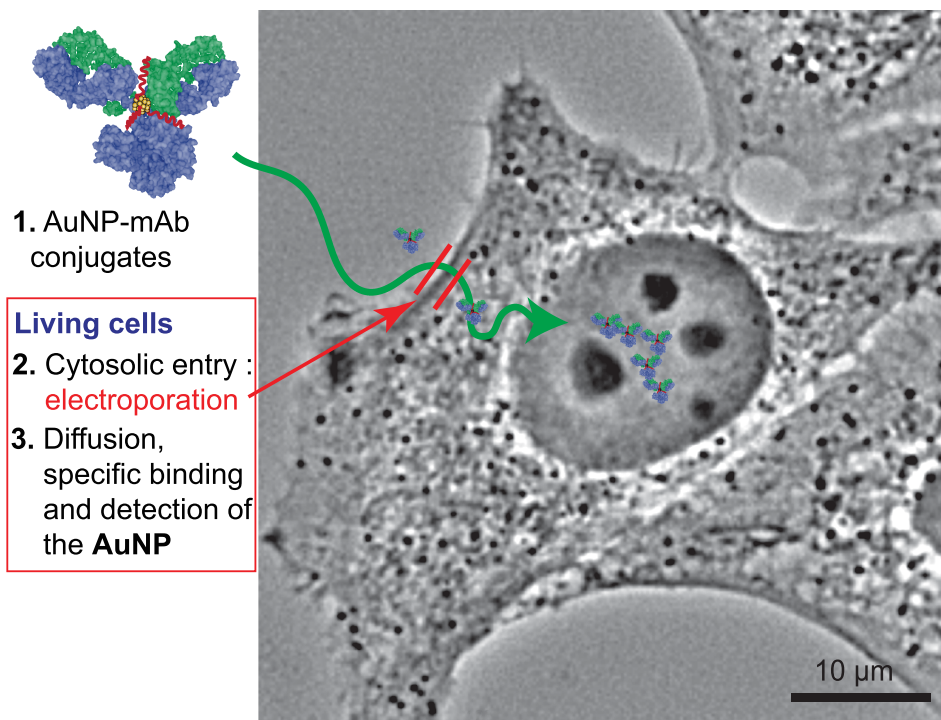 1. AuNP-mAb
conjugates
Living cells
2. Cytosolic entry :
electroporation
3. Diffusion,
specific binding
and detection of
the AuNP
10 µm